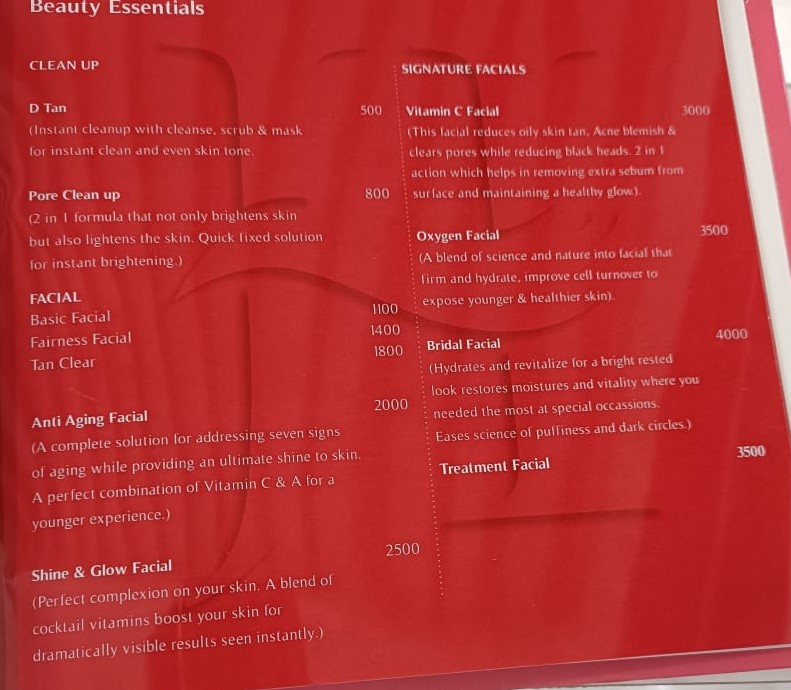 Beauty Essentials
CLEAN UP
D Tan 500
(Instant cleanup with cleanse, scrub & mask
for instant clean and even skin tone.
Pore Clean up 800
(2 in 1 formula that not only brightens skin
but also lightens the skin. Quick fixed solution
for instant brightening.)
FACIAL
Basic Facial 1100
Fairness Facial 1400
Tan Clear 1800
Anti Aging Facial 2000
(A complete solution for addressing seven signs
of aging while providing an ultimate shine to skin.
A perfect combination of Vitamin C & A for a
younger experience.)
Shine & Glow Facial 2500
(Perfect complexion on your skin. A blend of
cocktail vitamins boost your skin for
dramatically visible results seen instantly.)
SIGNATURE FACIALS
Vitamin C Facial 3000
(This facial reduces oily skin tan, Acne blemish &
clears pores while reducing black heads. 2 in 1
action which helps in removing extra sebum from
surface and maintaining a healthy glow).
Oxygen Facial 3500
(A blend of science and nature into facial that
firm and hydrate, improve cell turnover to
expose younger & healthier skin).
Bridal Facial 4000
(Hydrates and revitalize for a bright rested
look restores moistures and vitality where you
needed the most at special occassions.
Eases science of puffiness and dark circles.)
Treatment Facial 3500